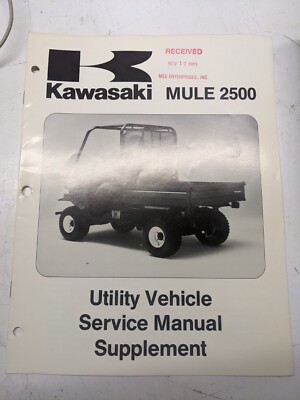 RECEIVED
MULE 2500
Kawasaki
Utility Vehicle
Service Manual
Supplement